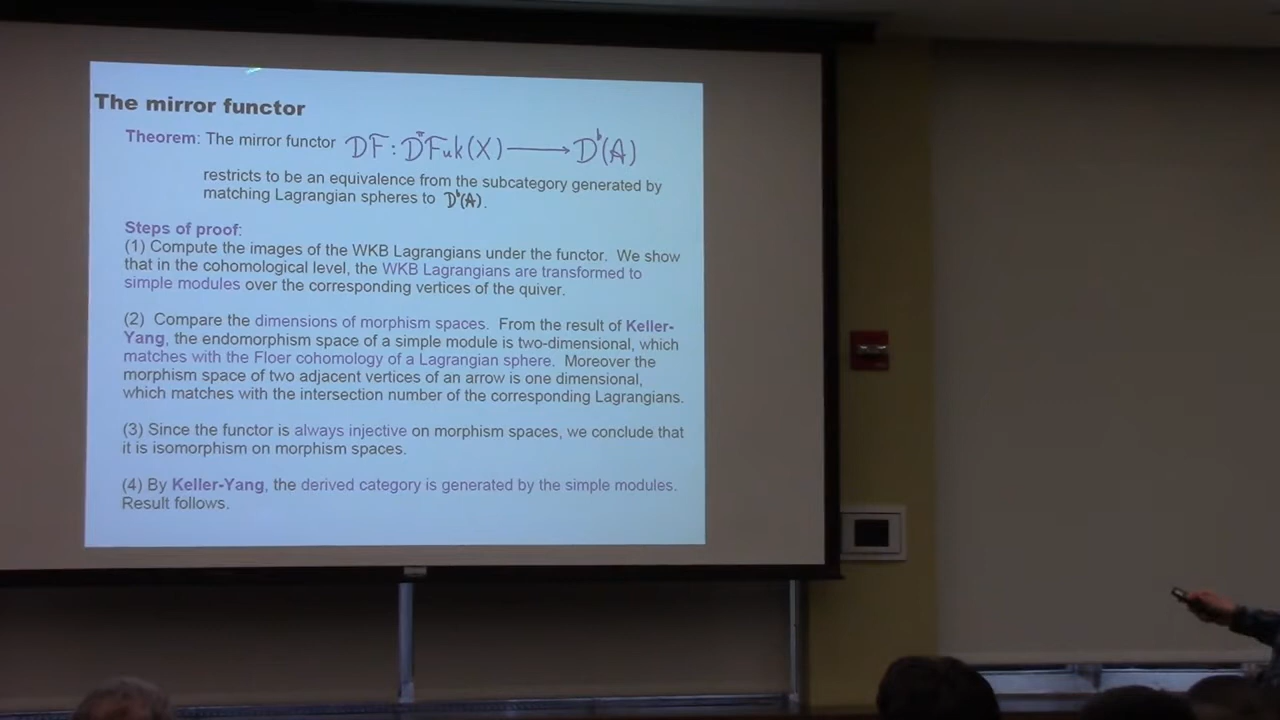 The mirror functor
Theorem: The mirror functor DF : DπFuk(X) ⟶ Dᵇ(A)
restricts to be an equivalence from the subcategory generated by
matching Lagrangian spheres to Dᵇ(A).
Steps of proof:
(1) Compute the images of the WKB Lagrangians under the functor. We show
that in the cohomological level, the WKB Lagrangians are transformed to
simple modules over the corresponding vertices of the quiver.
(2) Compare the dimensions of morphism spaces. From the result of Keller-
Yang, the endomorphism space of a simple module is two-dimensional, which
matches with the Floer cohomology of a Lagrangian sphere. Moreover the
morphism space of two adjacent vertices of an arrow is one dimensional,
which matches with the intersection number of the corresponding Lagrangians.
(3) Since the functor is always injective on morphism spaces, we conclude that
it is isomorphism on morphism spaces.
(4) By Keller-Yang, the derived category is generated by the simple modules.
Result follows.